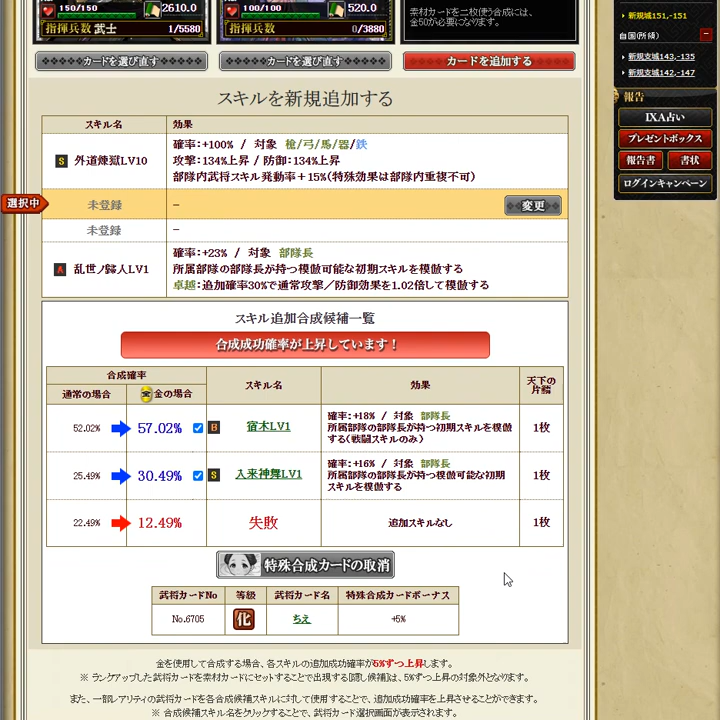 150/150
2610.0
指揮兵数 武士 1/5580
100/100
520.0
指揮兵数 0/3880
素材カードを二枚使う合成には、
金50が必要になります。
カードを選び直す
カードを選び直す
カードを追加する
スキルを新規追加する
スキル名 効果
S 外道煉獄LV10
確率:+100% / 対象 槍/弓/馬/器/鉄
攻撃:134%上昇 / 防御:134%上昇
部隊内武将スキル発動率+15%(特殊効果は部隊内重複不可)
選択中
未登録 - 変更
未登録 -
A 乱世ノ歸人LV1
確率:+23% / 対象 部隊長
所属部隊の部隊長が持つ模倣可能な初期スキルを模倣する
卓越:追加確率30%で通常攻撃/防御効果を1.02倍して模倣する
スキル追加合成候補一覧
合成成功確率が上昇しています!
合成確率 スキル名 効果 天下の片鱗
通常の場合 金の場合
52.02% 57.02% B 宿木LV1
確率:+18% / 対象 部隊長
所属部隊の部隊長が持つ初期スキルを模倣
する(戦闘スキルのみ)
1枚
25.49% 30.49% S 入来神舞LV1
確率:+16% / 対象 部隊長
所属部隊の部隊長が持つ模倣可能な初期
スキルを模倣する
1枚
22.49% 12.49% 失敗 追加スキルなし 1枚
特殊合成カードの取消
武将カードNo 等級 武将カード名 特殊合成カードボーナス
No.6705 化 ちえ +5%
金を使用して合成する場合、各スキルの追加成功確率が5%ずつ上昇します。
※ ランクアップした武将カードを素材カードにセットすることで出現する[隠し候補]は、5%ずつ上昇の対象外となります。
また、一部レアリティの武将カードを各合成候補スキルに対して使用することで、追加成功確率を上昇させることができます。
※ 合成候補スキル名をクリックすることで、武将カード選択画面が表示されます。
新規城151,-151
自国(所領)
新規支城143,-135
新規支城142,-147
報告
IXA占い
プレゼントボックス
報告書 書状
ログインキャンペーン